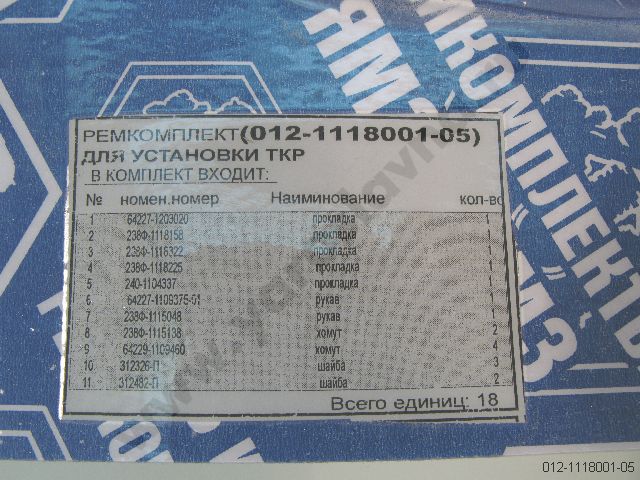 РЕМКОМПЛЕКТ(012-1118001-05)
ДЛЯ УСТАНОВКИ ТКР
В КОМПЛЕКТ ВХОДИТ:
№ номен.номер Наиминование кол-во
1 64227-1203020 прокладка 1
2 238Ф-1118158 прокладка 1
3 238Ф-1116322 прокладка 1
4 238Ф-1118225 прокладка 1
5 240-1104337 прокладка 1
6 64227-1109375-01 рукав 1
7 238Ф-1115048 рукав 1
8 238Ф-1115138 хомут 2
9 64229-1109460 хомут 4
10 312326-П шайба 3
11 312482-П шайба 2
Всего единиц: 18
012-1118001-05